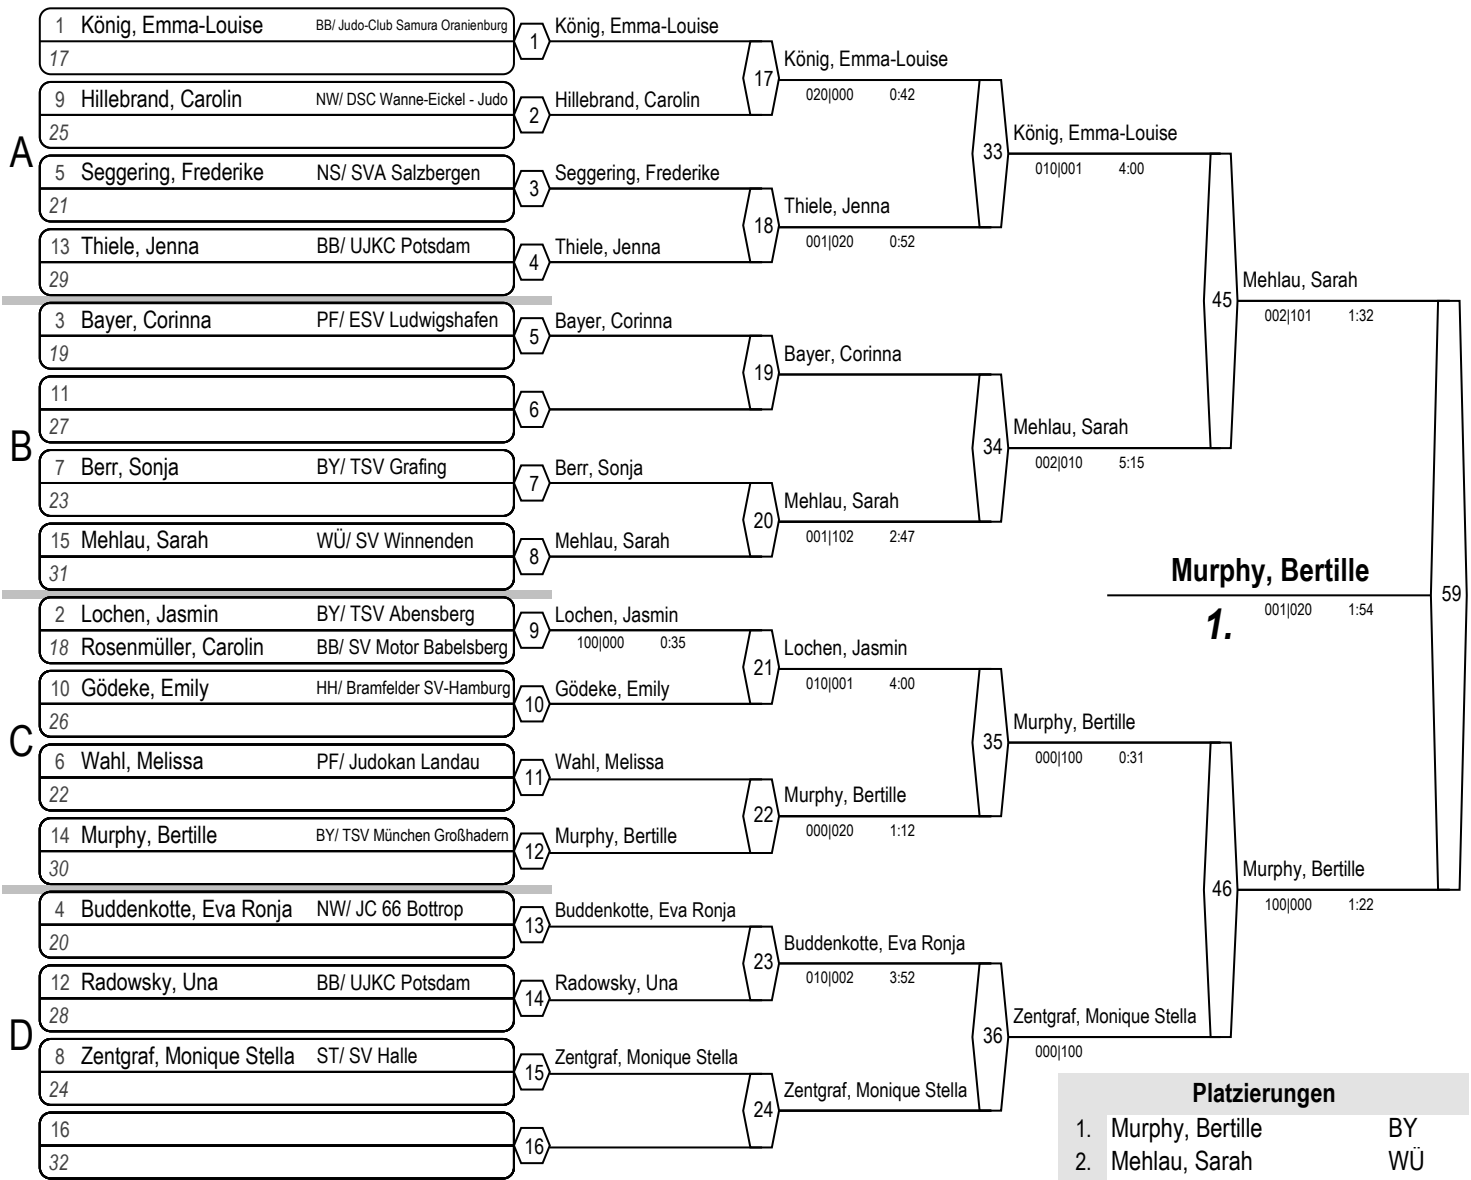 1 König, Emma-Louise BB/ Judo-Club Samura Oranienburg
17
1
König, Emma-Louise
9 Hillebrand, Carolin NW/ DSC Wanne-Eickel - Judo
25
2
Hillebrand, Carolin
17
König, Emma-Louise
020|000 0:42
A
5 Seggering, Frederike NS/ SVA Salzbergen
21
3
Seggering, Frederike
13 Thiele, Jenna BB/ UJKC Potsdam
29
4
Thiele, Jenna
18
Thiele, Jenna
001|020 0:52
33
König, Emma-Louise
010|001 4:00
3 Bayer, Corinna PF/ ESV Ludwigshafen
19
5
Bayer, Corinna
11
27
6
19
Bayer, Corinna
B
7 Berr, Sonja BY/ TSV Grafing
23
7
Berr, Sonja
15 Mehlau, Sarah WÜ/ SV Winnenden
31
8
Mehlau, Sarah
20
Mehlau, Sarah
001|102 2:47
34
Mehlau, Sarah
002|010 5:15
45
Mehlau, Sarah
002|101 1:32
2 Lochen, Jasmin BY/ TSV Abensberg
18 Rosenmüller, Carolin BB/ SV Motor Babelsberg
9
Lochen, Jasmin
100|000 0:35
10 Gödeke, Emily HH/ Bramfelder SV-Hamburg
26
10
Gödeke, Emily
21
Lochen, Jasmin
010|001 4:00
C
6 Wahl, Melissa PF/ Judokan Landau
22
11
Wahl, Melissa
14 Murphy, Bertille BY/ TSV München Großhadern
30
12
Murphy, Bertille
22
Murphy, Bertille
000|020 1:12
35
Murphy, Bertille
000|100 0:31
4 Buddenkotte, Eva Ronja NW/ JC 66 Bottrop
20
13
Buddenkotte, Eva Ronja
12 Radowsky, Una BB/ UJKC Potsdam
28
14
Radowsky, Una
23
Buddenkotte, Eva Ronja
010|002 3:52
D
8 Zentgraf, Monique Stella ST/ SV Halle
24
15
Zentgraf, Monique Stella
16
32
16
24
Zentgraf, Monique Stella
36
Zentgraf, Monique Stella
000|100
46
Murphy, Bertille
100|000 1:22
59
Murphy, Bertille
1. 001|020 1:54
Platzierungen
1. Murphy, Bertille BY
2. Mehlau, Sarah WÜ